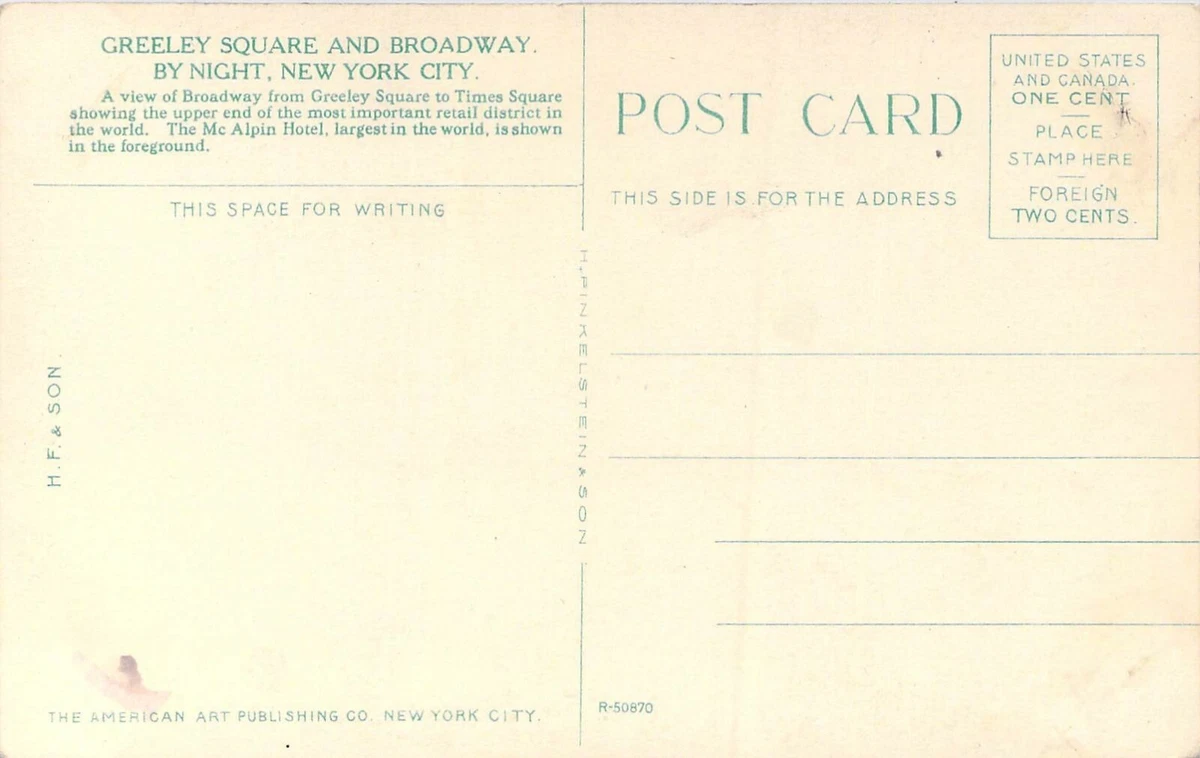 GREELEY SQUARE AND BROADWAY.
BY NIGHT, NEW YORK CITY.
A view of Broadway from Greeley Square to Times Square
showing the upper end of the most important retail district in
the world. The Mc Alpin Hotel, largest in the world, is shown
in the foreground.
THIS SPACE FOR WRITING
H. F. & SON.
THE AMERICAN ART PUBLISHING CO. NEW YORK CITY.
H. FINKELSTEIN & SON
POST CARD
THIS SIDE IS FOR THE ADDRESS
UNITED STATES
AND CANADA.
ONE CENT
PLACE
STAMP HERE
FOREIGN
TWO CENTS.
R-50870